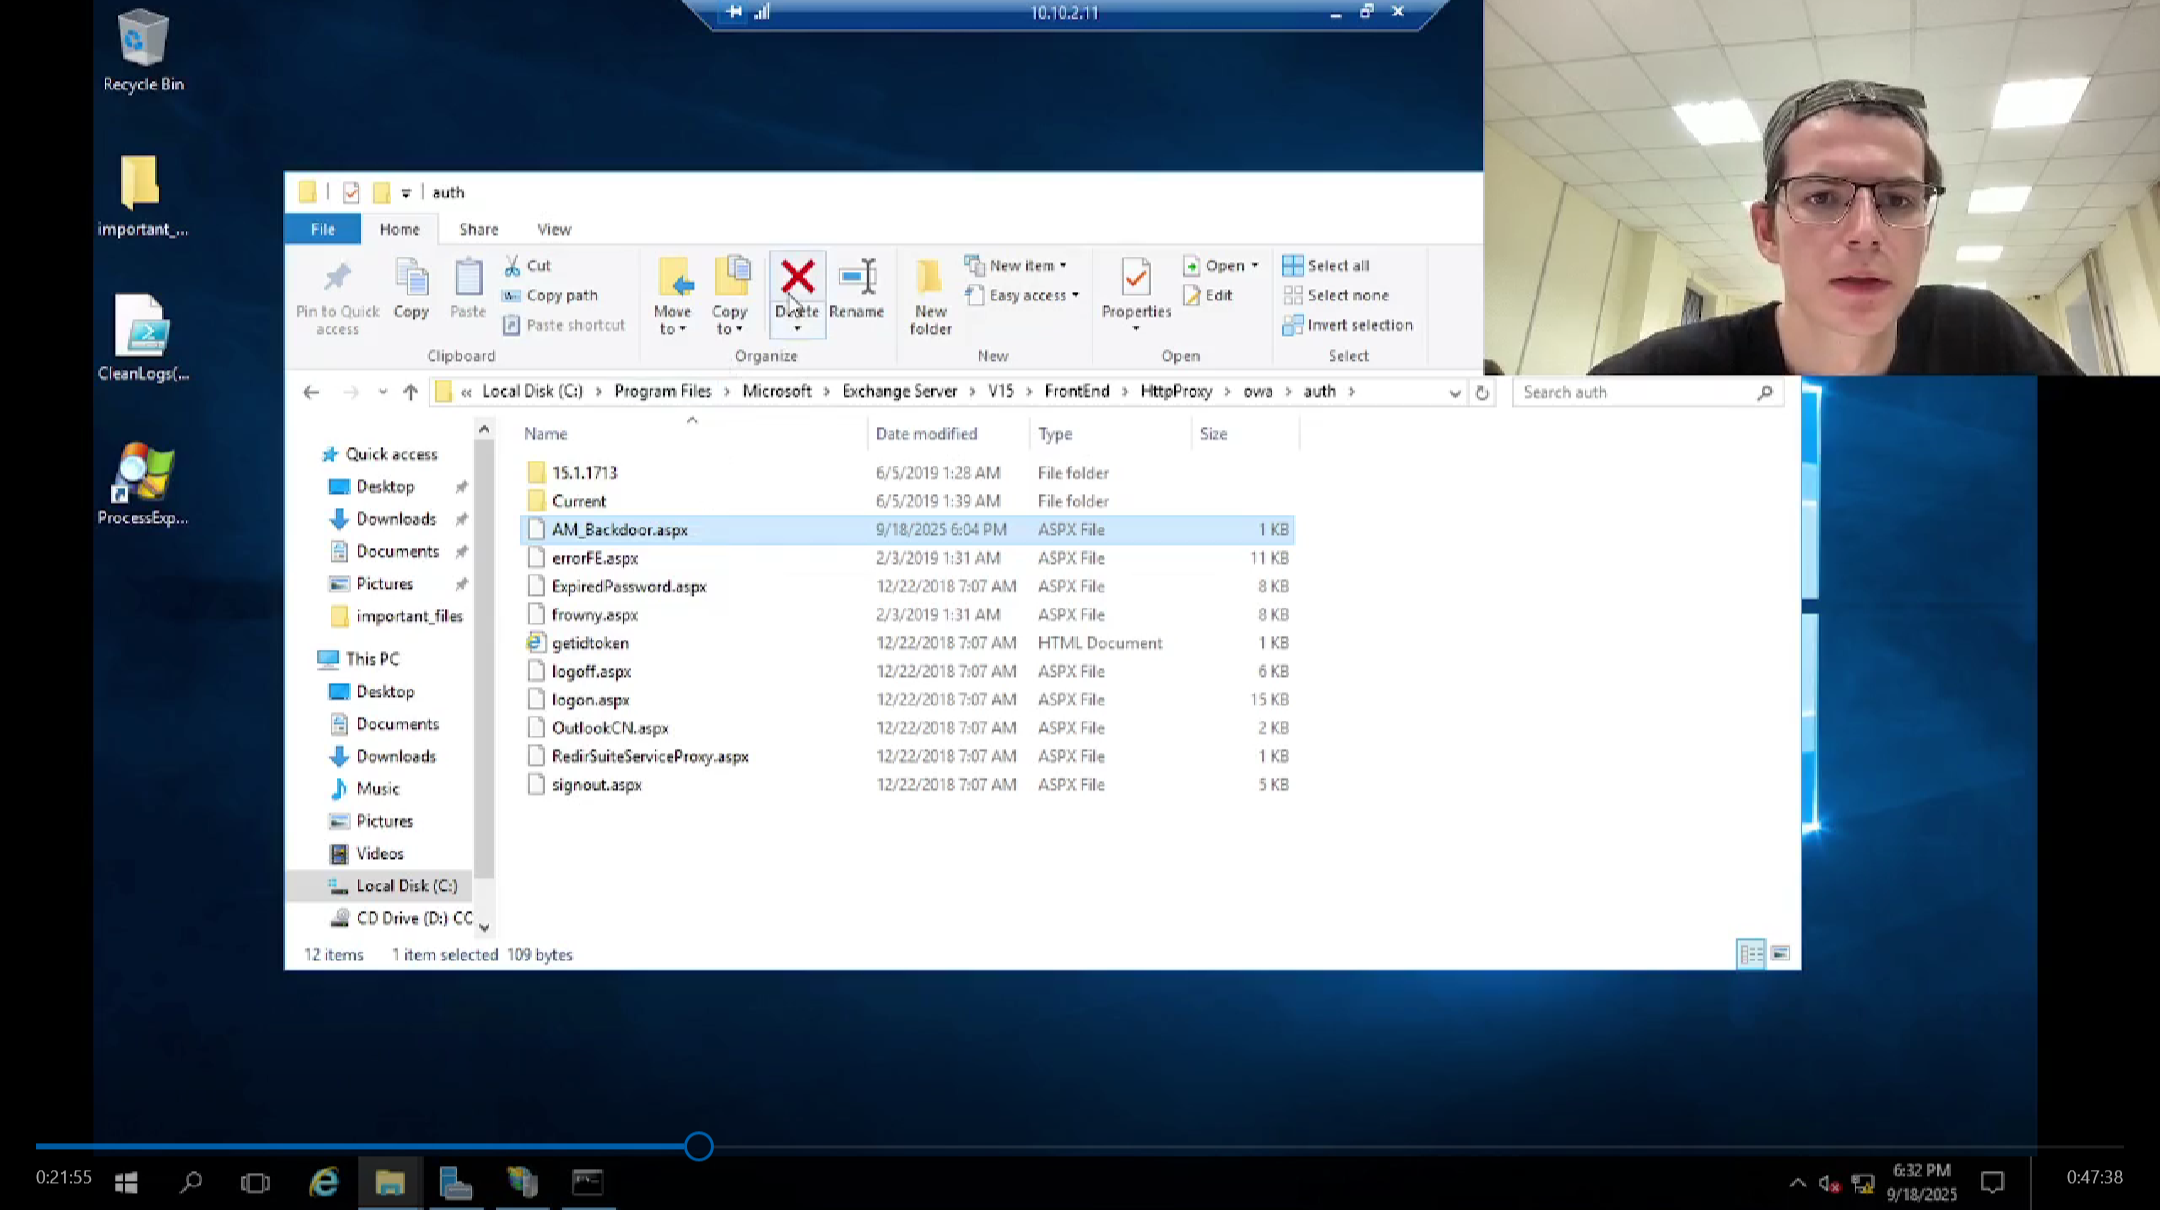 10.10.2.11
Recycle Bin
important_...
CleanLogs(...
ProcessExp...
auth
File Home Share View
Pin to Quick access
Copy
Paste
Cut
Copy path
Paste shortcut
Clipboard
Move to
Copy to
Delete
Rename
Organize
New folder
New item
Easy access
New
Properties
Open
Edit
Open
Select all
Select none
Invert selection
Select
« Local Disk (C:) > Program Files > Microsoft > Exchange Server > V15 > FrontEnd > HttpProxy > owa > auth >
Search auth
Quick access
Desktop
Downloads
Documents
Pictures
important_files
This PC
Desktop
Documents
Downloads
Music
Pictures
Videos
Local Disk (C:)
CD Drive (D:) CC
Name Date modified Type Size
15.1.1713 6/5/2019 1:28 AM File folder
Current 6/5/2019 1:39 AM File folder
AM_Backdoor.aspx 9/18/2025 6:04 PM ASPX File 1 KB
errorFE.aspx 2/3/2019 1:31 AM ASPX File 11 KB
ExpiredPassword.aspx 12/22/2018 7:07 AM ASPX File 8 KB
frowny.aspx 2/3/2019 1:31 AM ASPX File 8 KB
getidtoken 12/22/2018 7:07 AM HTML Document 1 KB
logoff.aspx 12/22/2018 7:07 AM ASPX File 6 KB
logon.aspx 12/22/2018 7:07 AM ASPX File 15 KB
OutlookCN.aspx 12/22/2018 7:07 AM ASPX File 2 KB
RedirSuiteServiceProxy.aspx 12/22/2018 7:07 AM ASPX File 1 KB
signout.aspx 12/22/2018 7:07 AM ASPX File 5 KB
12 items 1 item selected 109 bytes
0:21:55
6:32 PM
9/18/2025
0:47:38